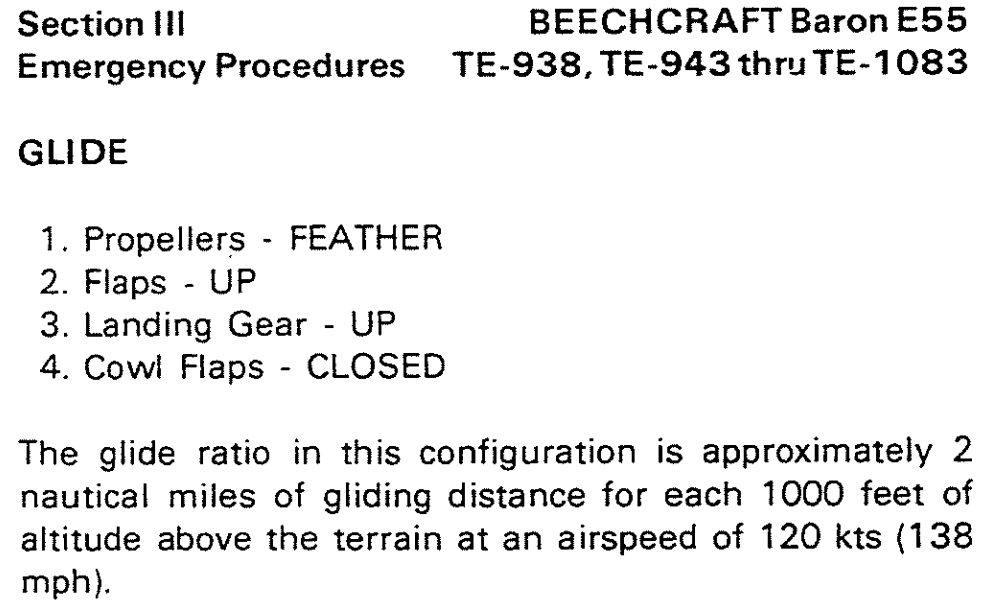 Section III BEECHCRAFT Baron E55
Emergency Procedures TE-938, TE-943 thru TE-1083
GLIDE
1. Propellers - FEATHER
2. Flaps - UP
3. Landing Gear - UP
4. Cowl Flaps - CLOSED
The glide ratio in this configuration is approximately 2
nautical miles of gliding distance for each 1000 feet of
altitude above the terrain at an airspeed of 120 kts (138
mph).